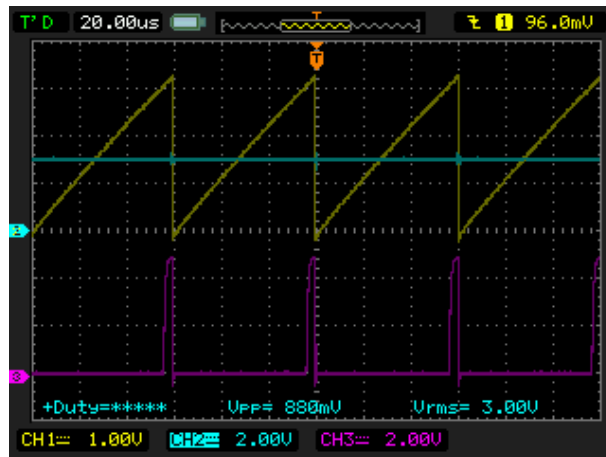 T'D 20.00us T 1 96.0mV
T
1
3
+Duty=***** Vpp= 880mV Vrms= 3.00V
CH1 1.00V CH2 2.00V CH3 2.00V